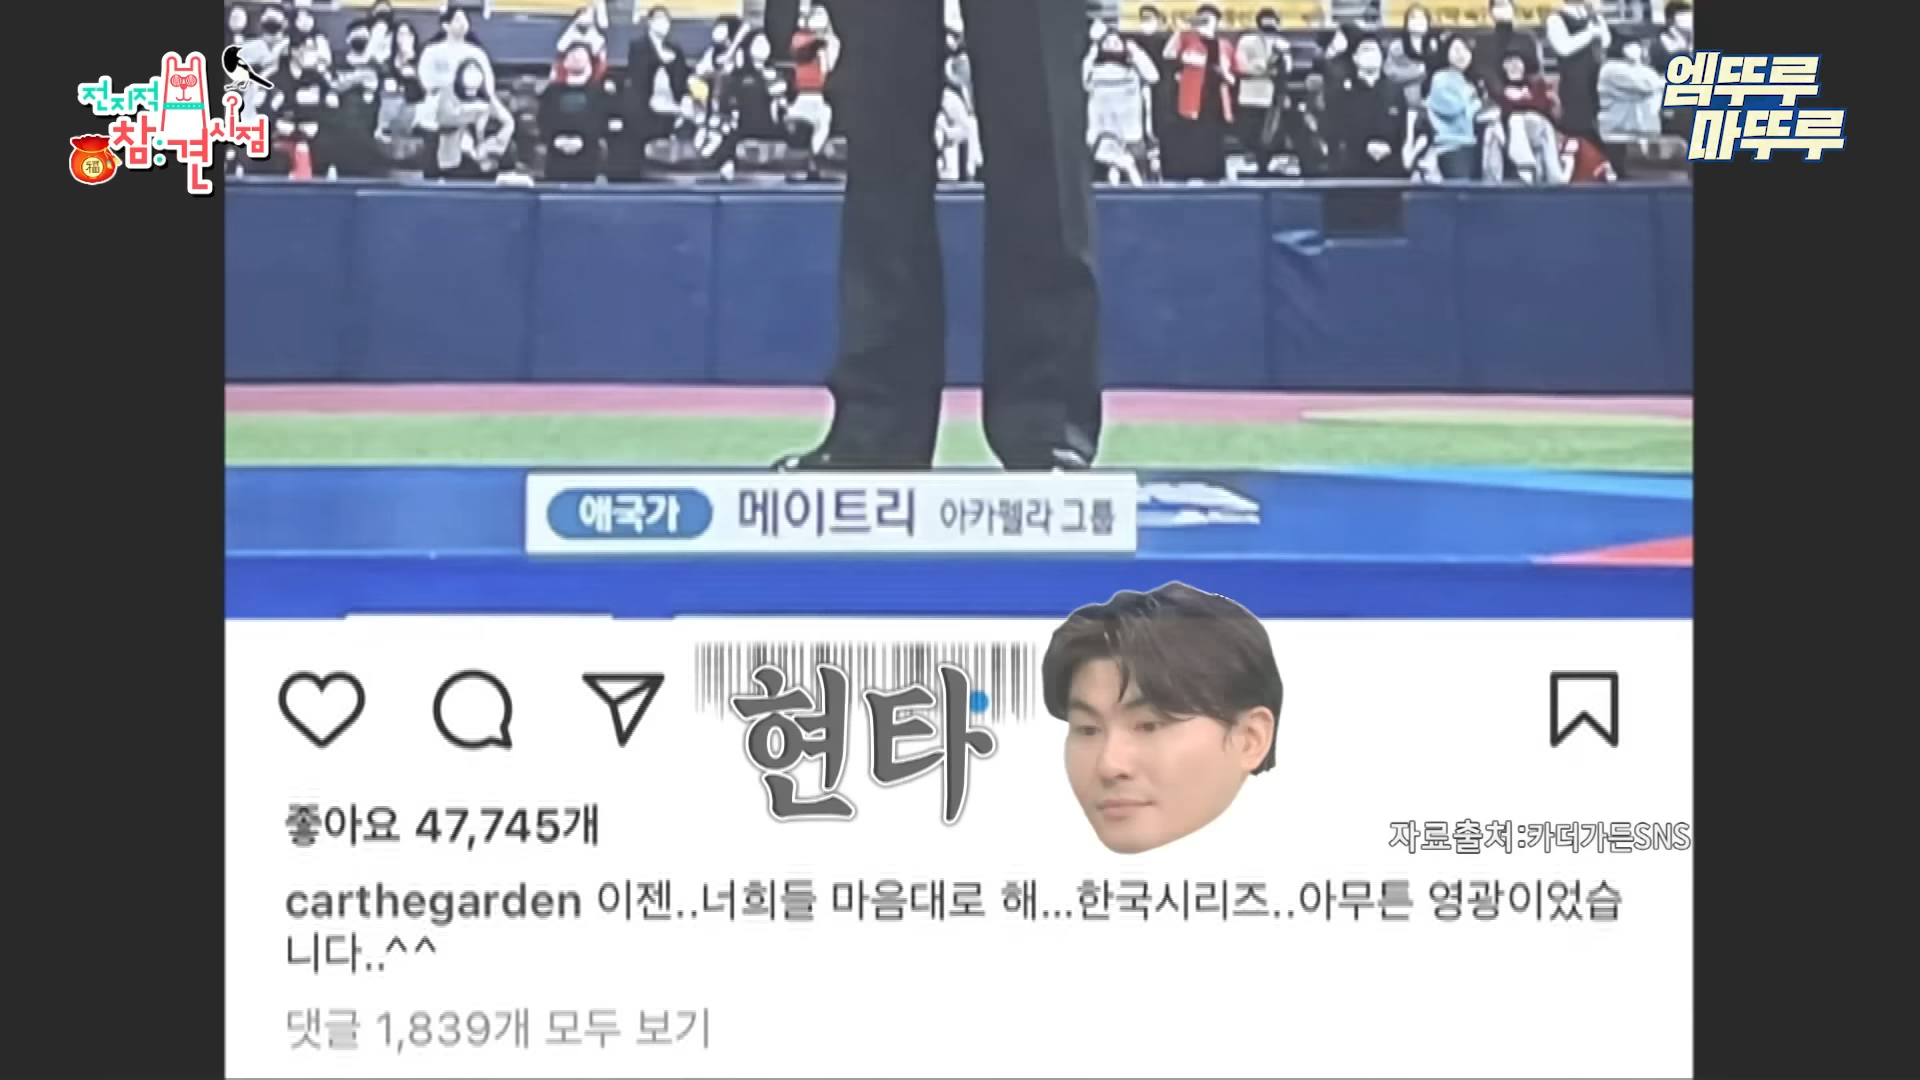 전지적
참견
시점
福
엠뚜루
마뚜루
애국가 메이트리 아카펠라 그룹
현타
좋아요 47,745개
자료출처:카더가든SNS
carthegarden 이젠..너희들 마음대로 해...한국시리즈..아무튼 영광이었습
니다..^^
댓글 1,839개 모두 보기